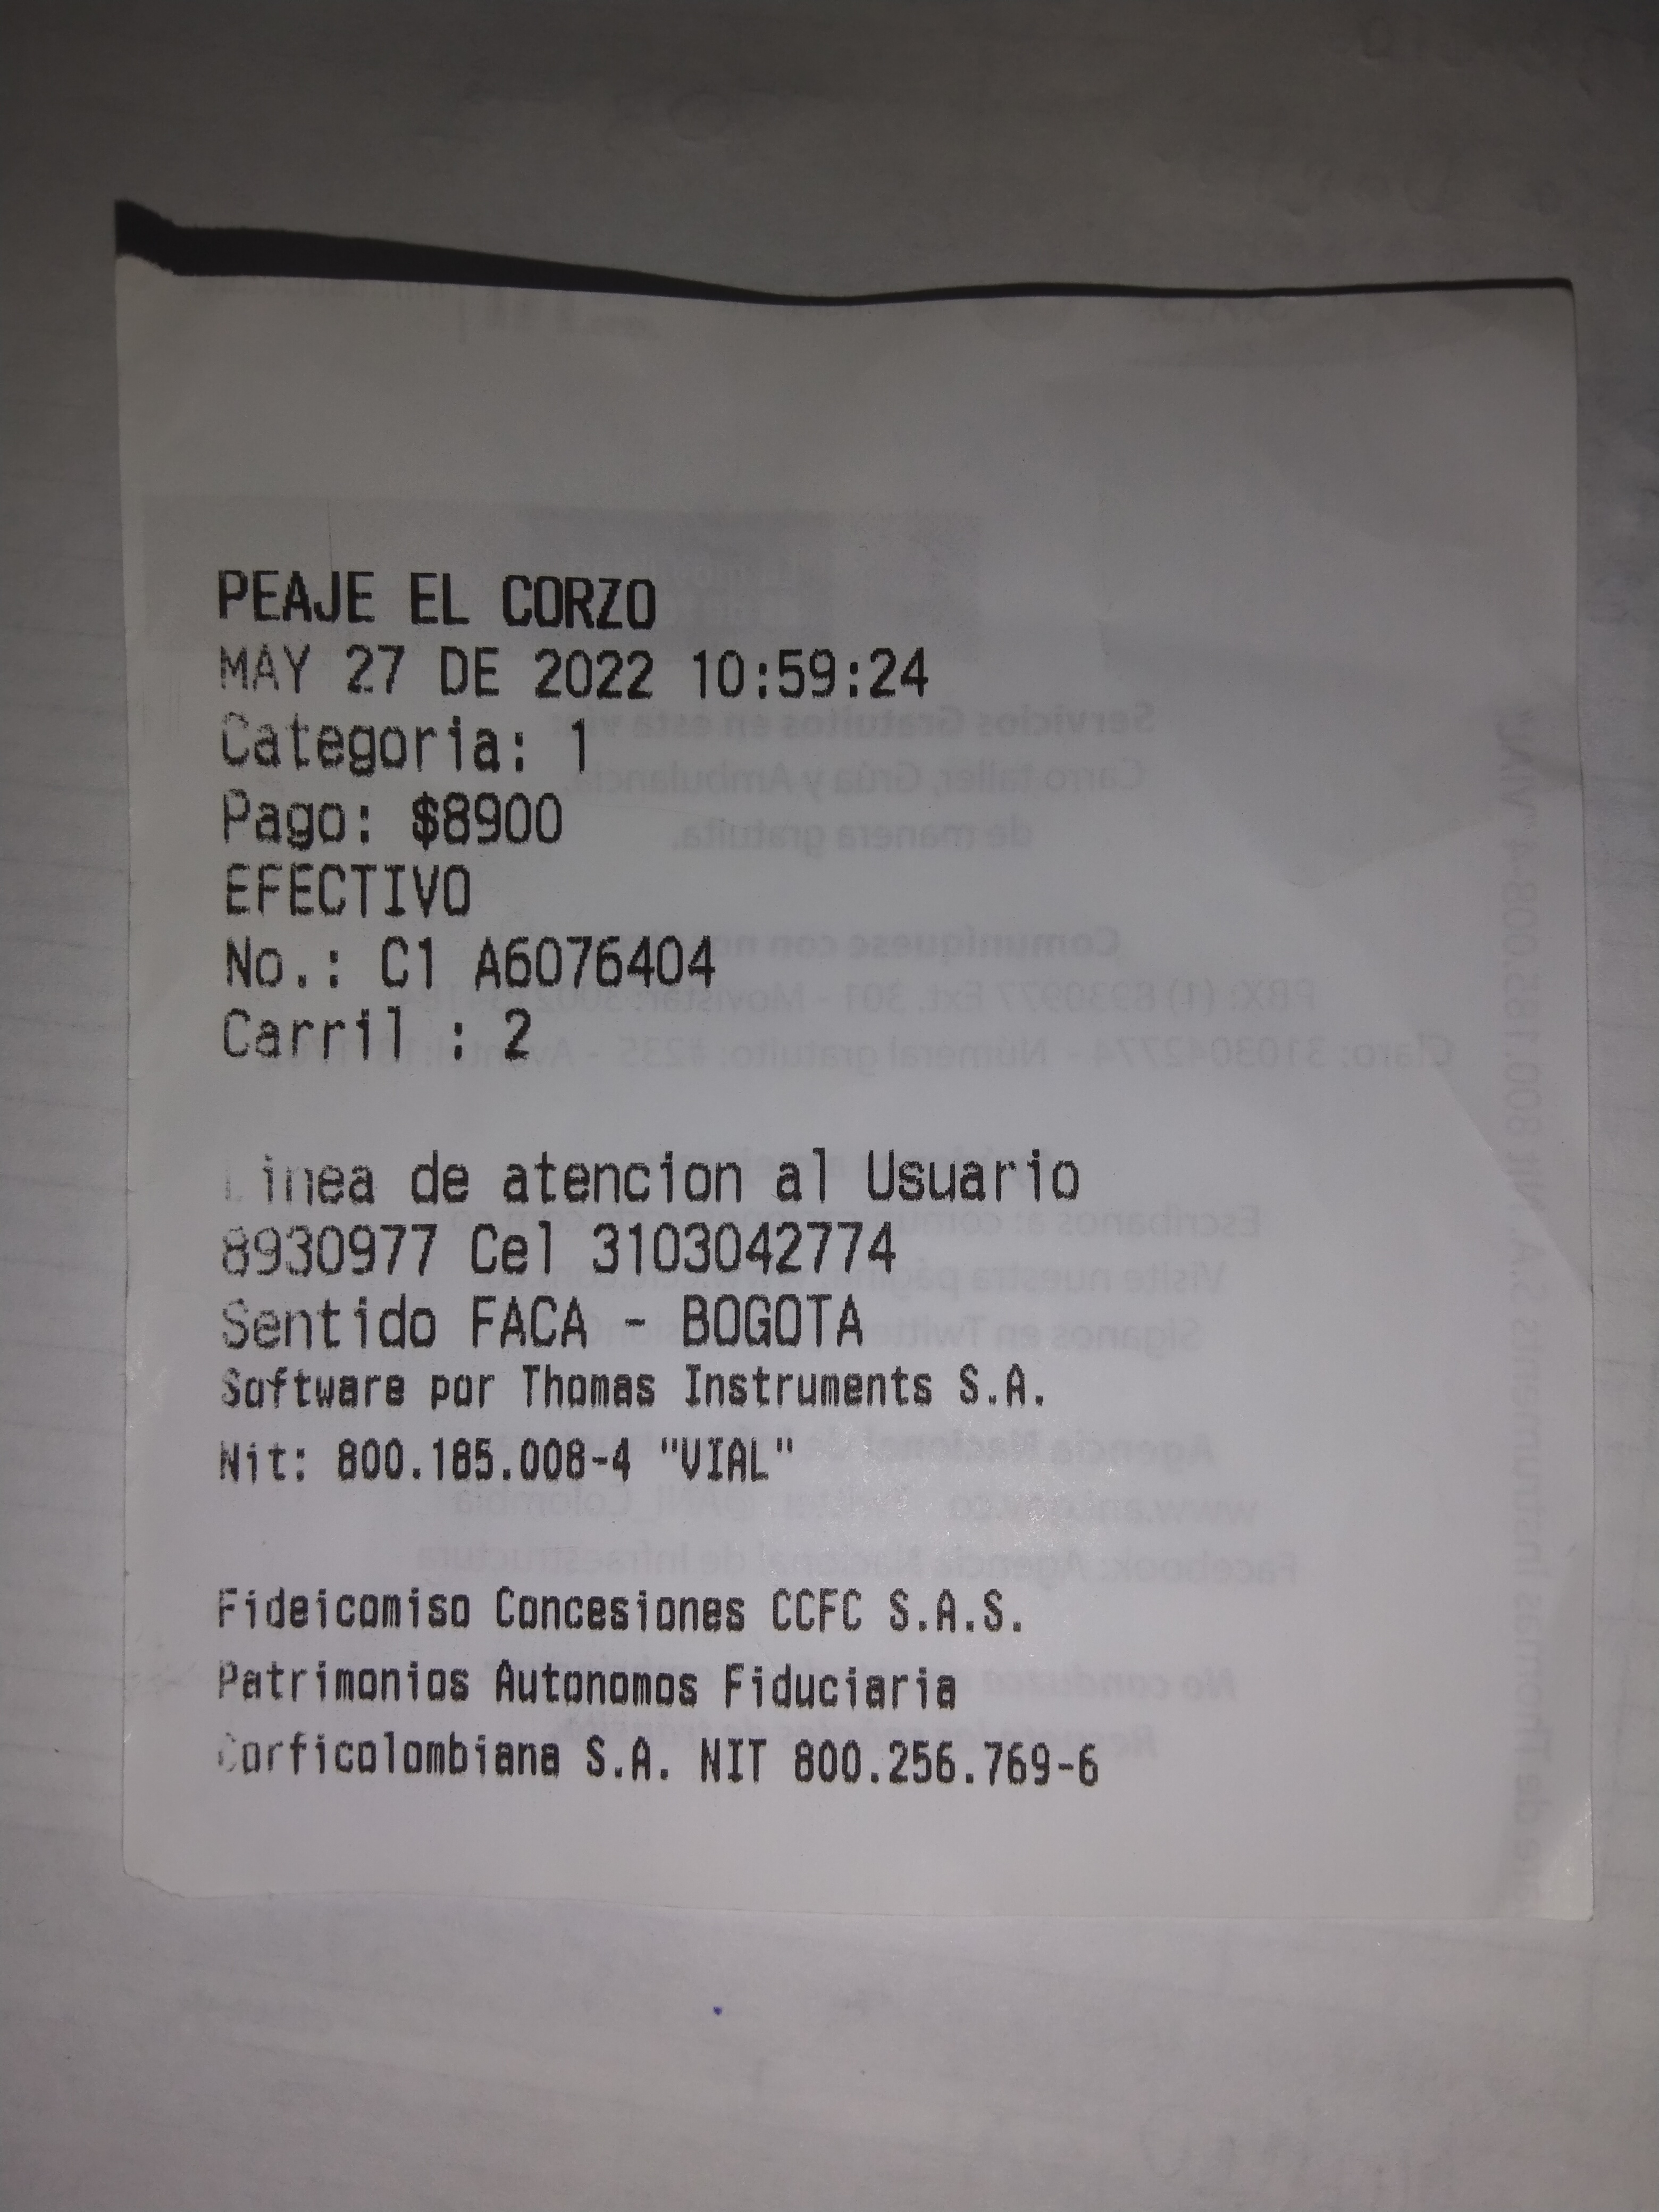 PEAJE EL CORZO
MAY 27 DE 2022 10:59:24
Categoria: 1
Pago: $8900
EFECTIVO
No.: C1 A6076404
Carril : 2
Linea de atencion al Usuario
8930977 Cel 3103042774
Sentido FACA - BOGOTA
Software por Thomas Instruments S.A.
Nit: 800.185.008-4 "VIAL"
Fideicomiso Concesiones CCFC S.A.S.
Patrimonios Autonomos Fiduciaria
Corficolombiana S.A. NIT 800.256.769-6